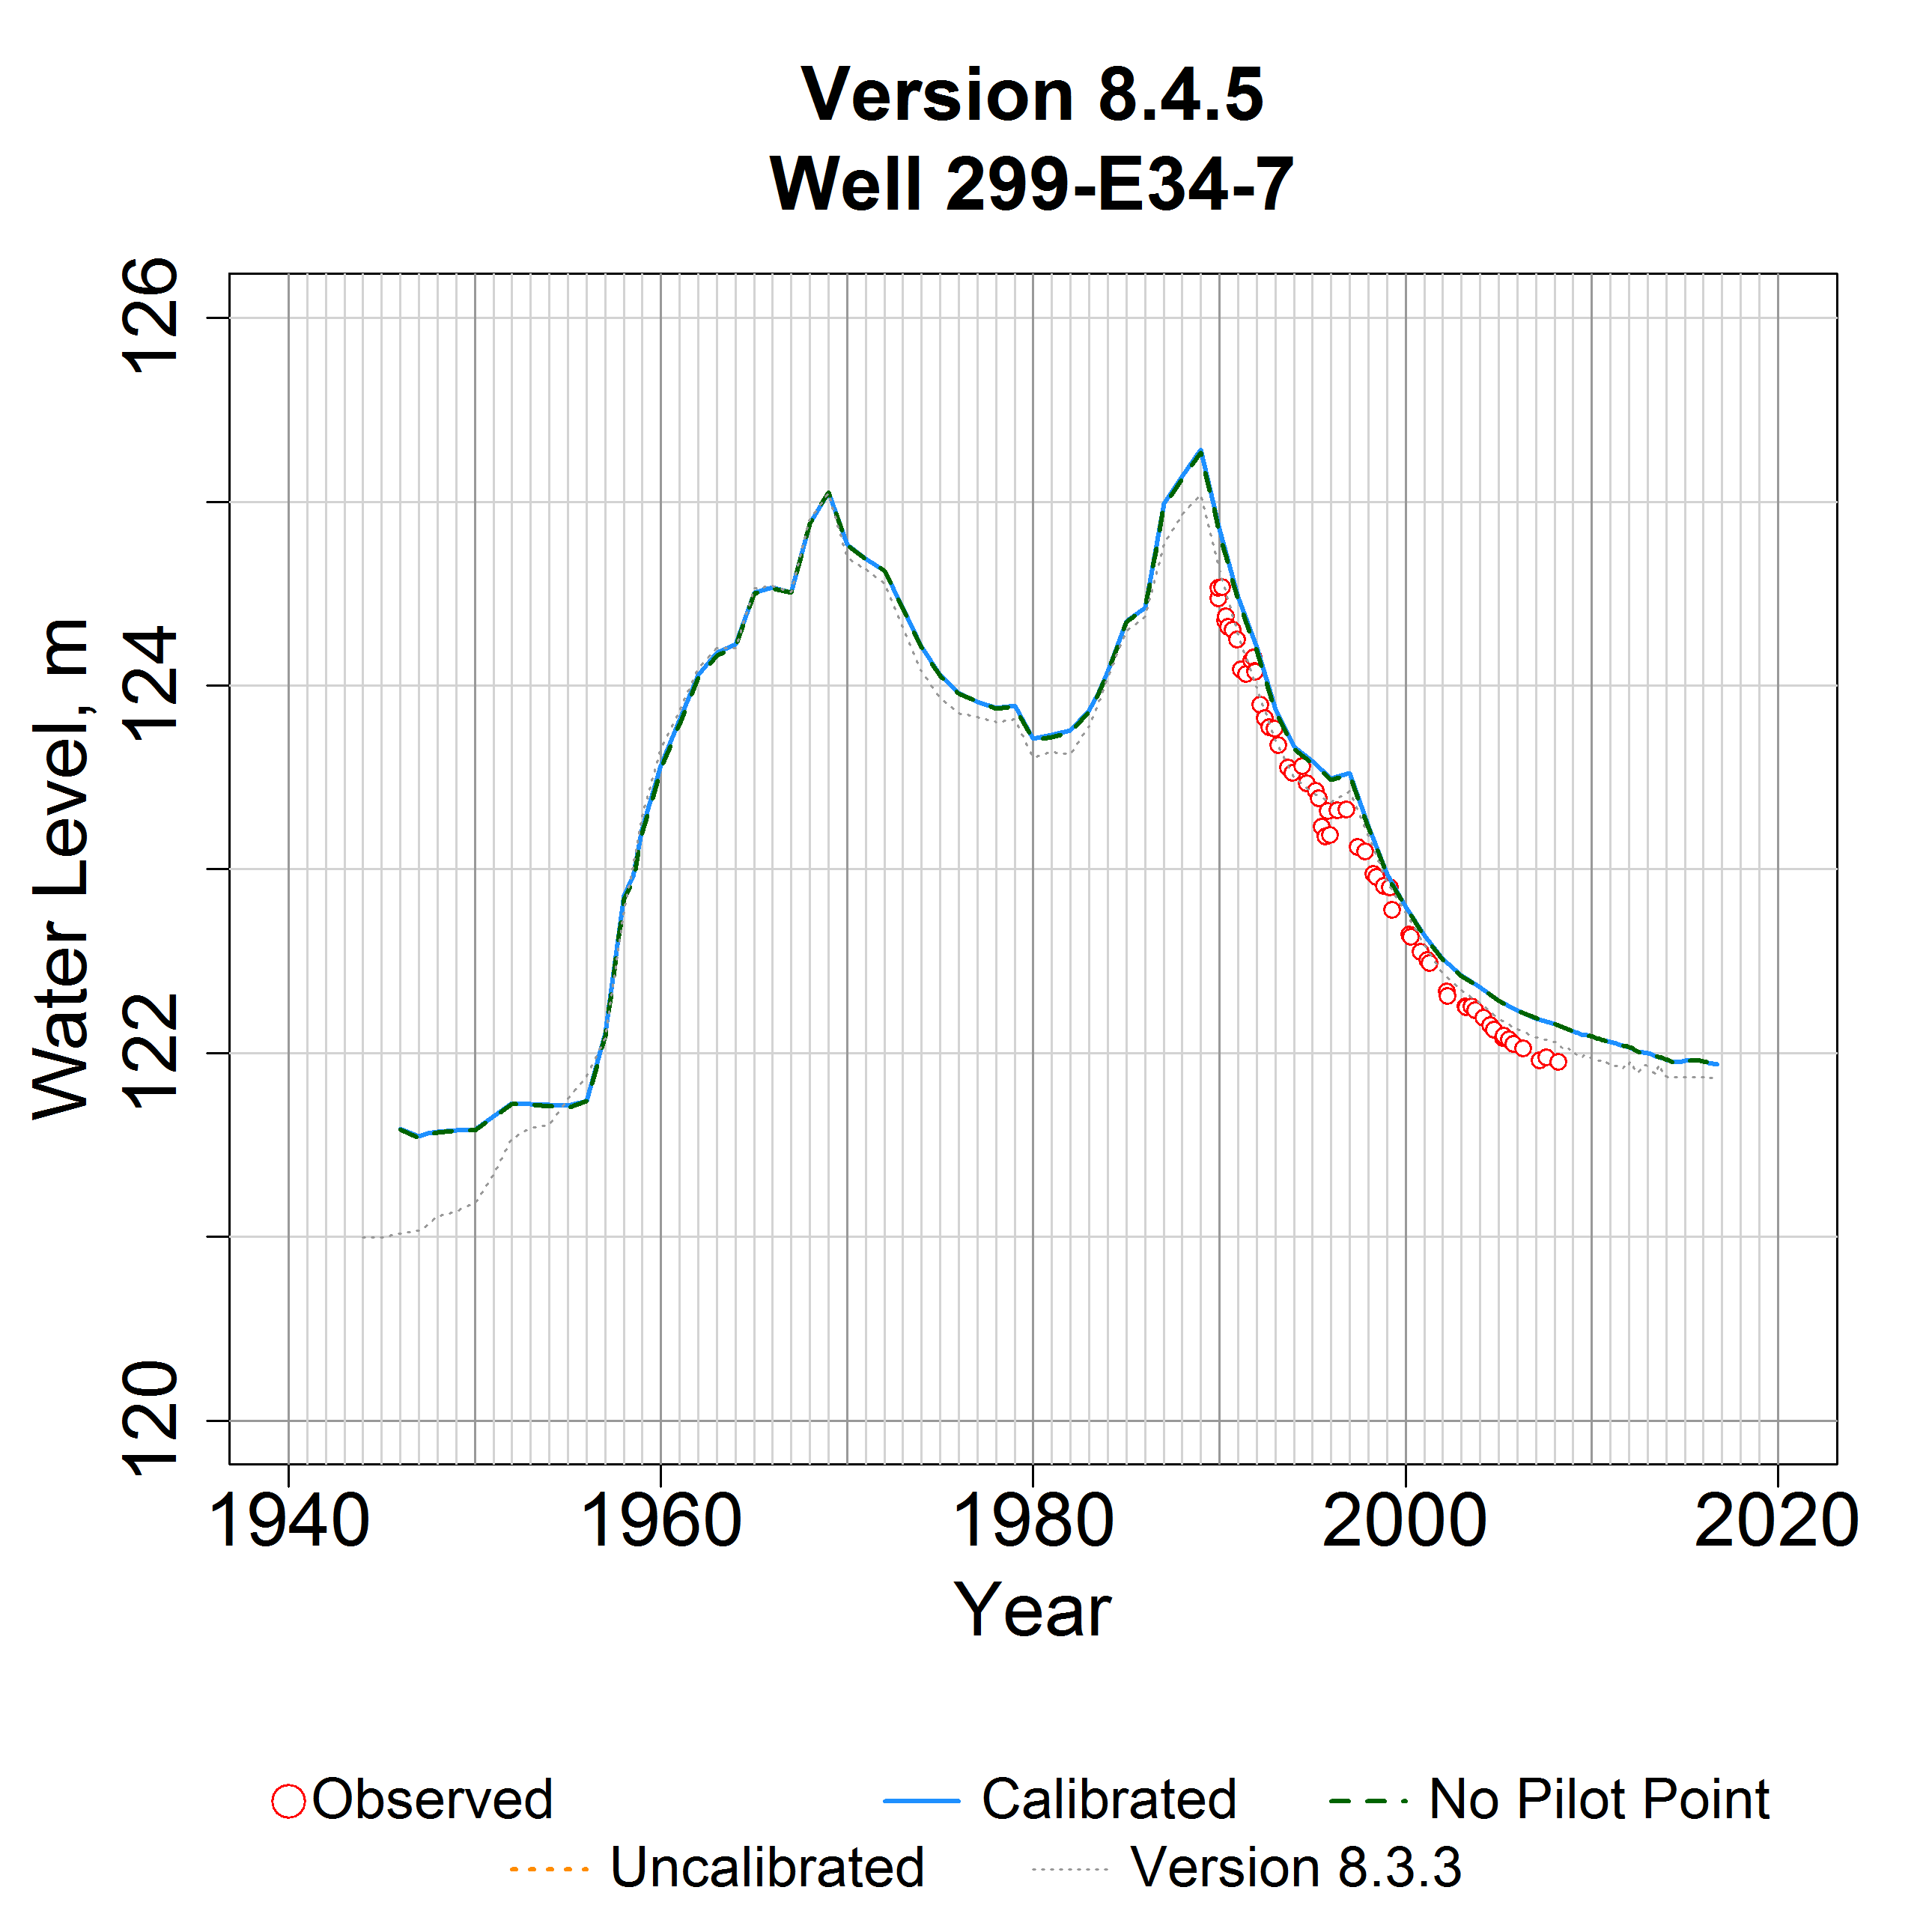 Version 8.4.5
Well 299-E34-7
Water Level, m
126
124
122
120
1940 1960 1980 2000 2020
Year
Observed Calibrated No Pilot Point
Uncalibrated Version 8.3.3